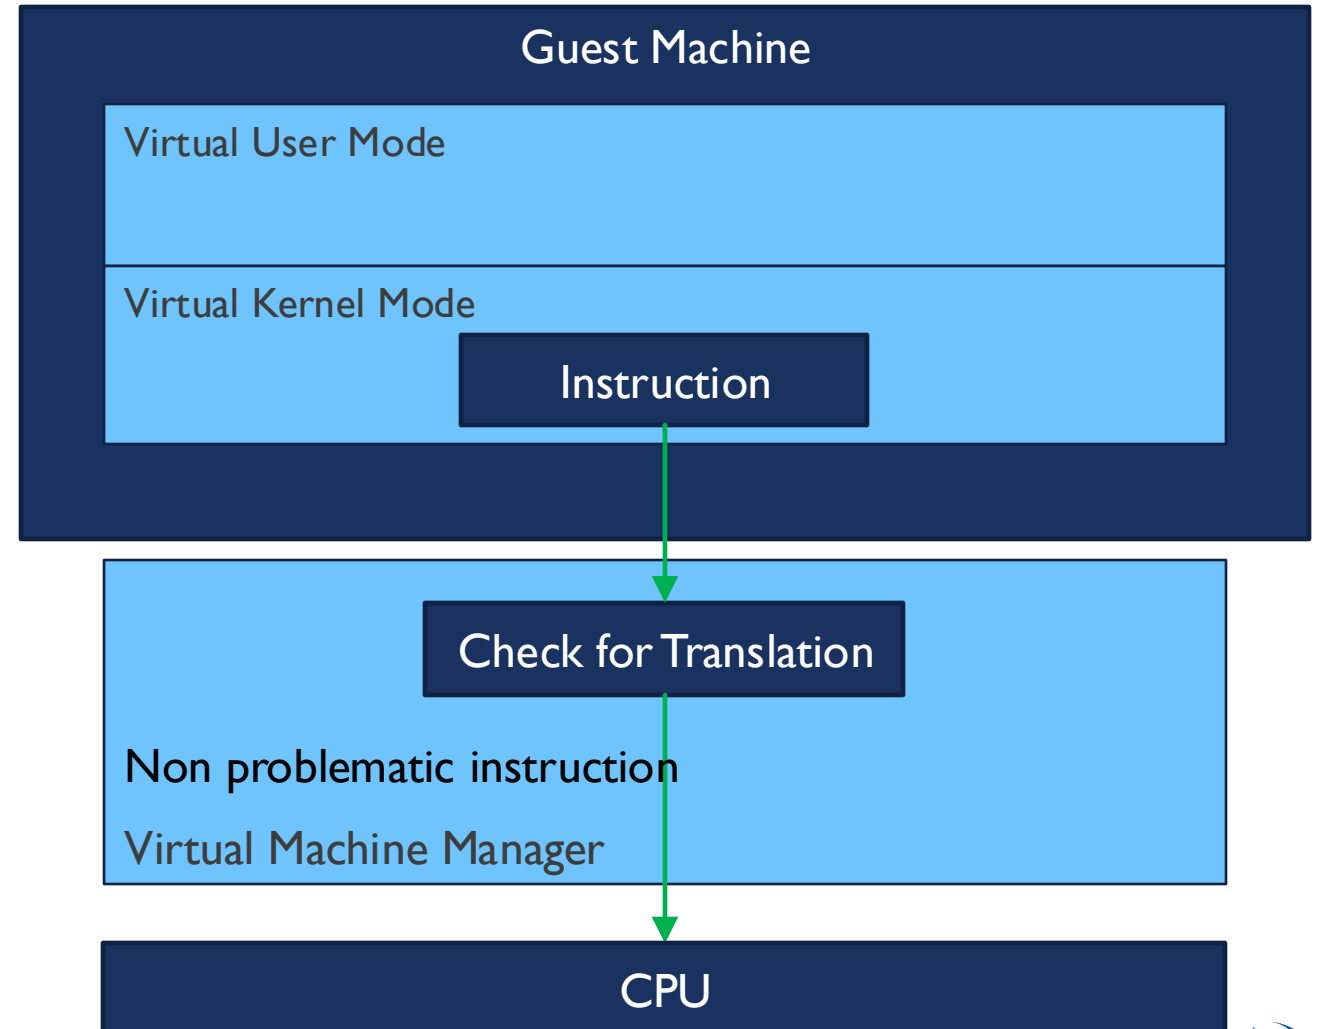 Guest Machine
Virtual User Mode
Virtual Kernel Mode
Instruction
Check for Translation
Non problematic instruction
Virtual Machine Manager
CPU